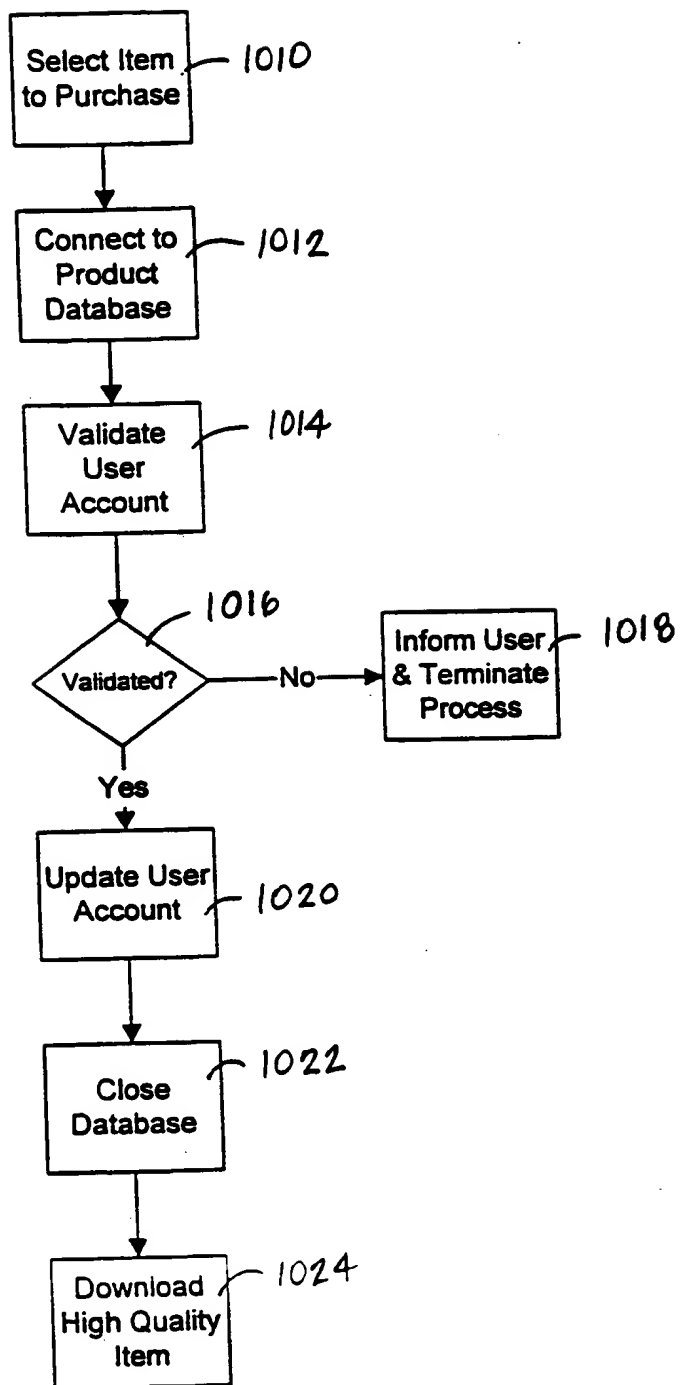 Select Item
to Purchase
1010
Connect to
Product
Database
1012
Validate
User
Account
1014
Validated?
1016
No
Inform User
& Terminate
Process
1018
Yes
Update User
Account
1020
Close
Database
1022
Download
High Quality
Item
1024